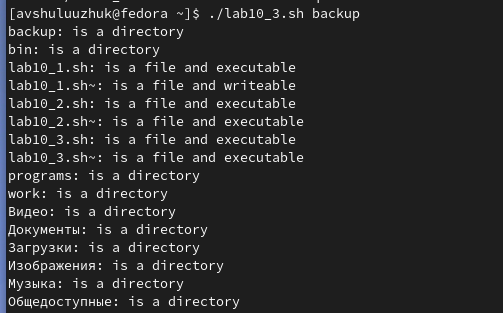 [avshuluuzhuk@fedora ~]$ ./lab10_3.sh backup
backup: is a directory
bin: is a directory
lab10_1.sh: is a file and executable
lab10_1.sh~: is a file and writeable
lab10_2.sh: is a file and executable
lab10_2.sh~: is a file and executable
lab10_3.sh: is a file and executable
lab10_3.sh~: is a file and executable
programs: is a directory
work: is a directory
Видео: is a directory
Документы: is a directory
Загрузки: is a directory
Изображения: is a directory
Музыка: is a directory
Общедоступные: is a directory